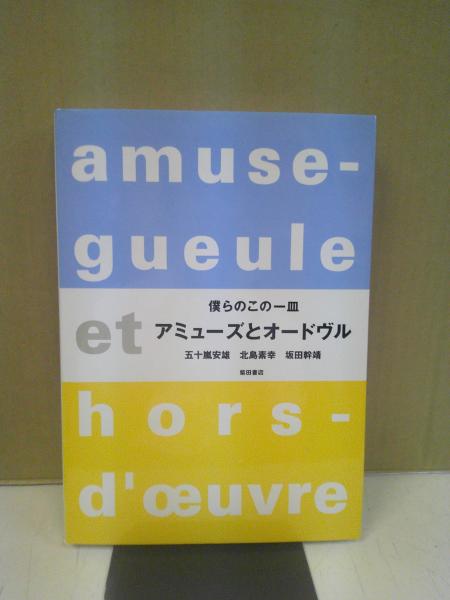 amuse-
gueule
et
僕らのこの一皿
アミューズとオードヴル
五十嵐安雄 北島素幸 坂田幹靖
柴田書店
hors-
d'œuvre